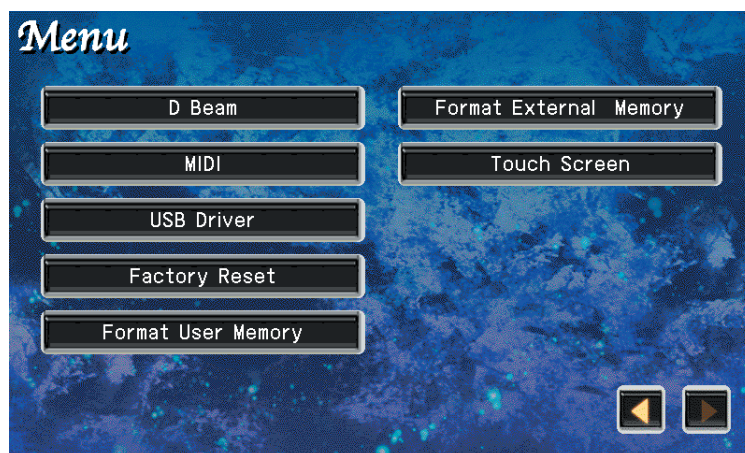 Menu
D Beam
MIDI
USB Driver
Factory Reset
Format User Memory
Format External Memory
Touch Screen